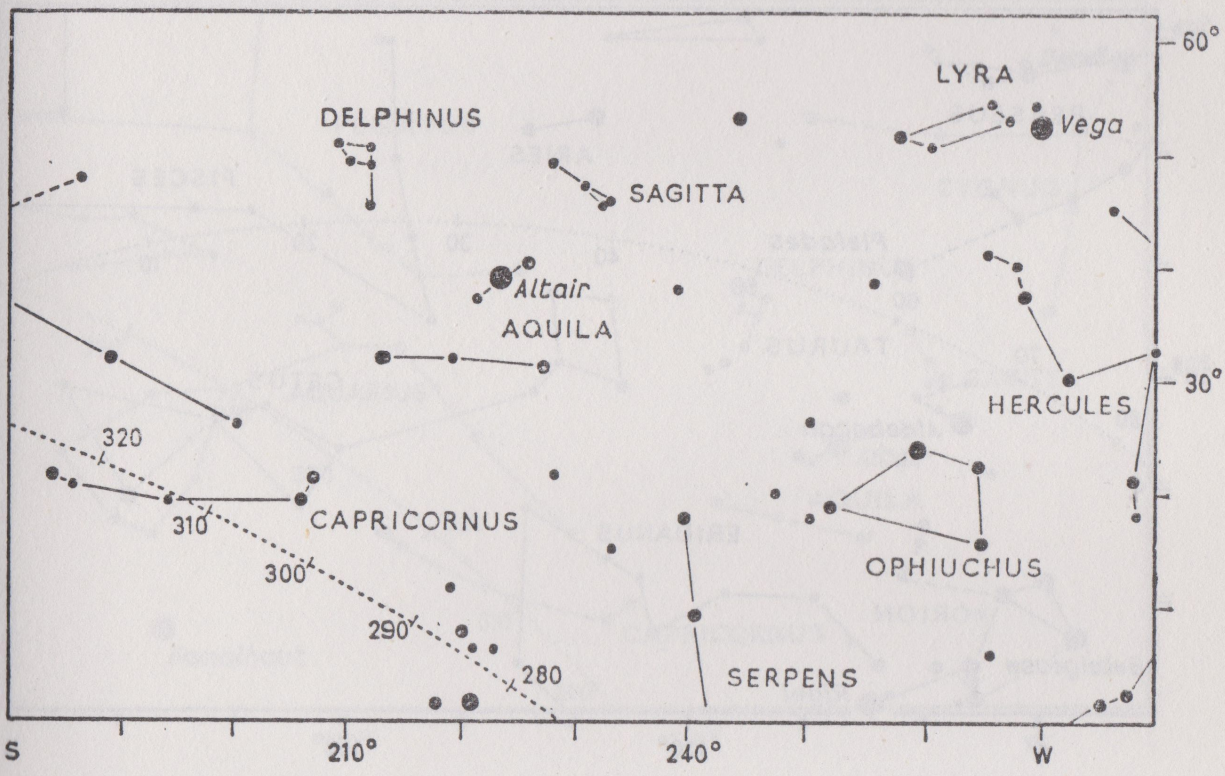 60°
LYRA
DELPHINUS
Vega
SAGITTA
Altair
AQUILA
30°
HERCULES
320
310
CAPRICORNUS
300
OPHIUCHUS
290
280
SERPENS
S 210° 240° W